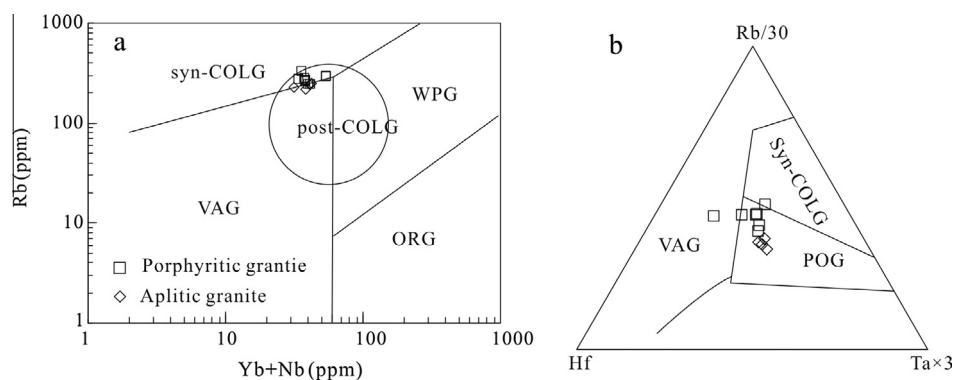 1000
a
syn-COLG
WPG
100
post-COLG
Rb (ppm)
VAG
10
ORG
Porphyritic grantie
Aplitic granite
1
1 10 100 1000
Yb+Nb (ppm)
b
Rb/30
Syn-COLG
VAG
POG
Hf
Ta×3